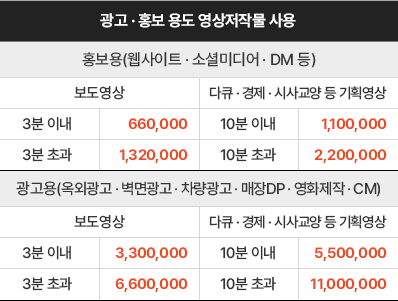 광고 · 홍보 용도 영상저작물 사용
홍보용(웹사이트 · 소셜미디어 · DM 등)
보도영상 다큐 · 경제 · 시사교양 등 기획영상
3분 이내 660,000 10분 이내 1,100,000
3분 초과 1,320,000 10분 초과 2,200,000
광고용(옥외광고 · 벽면광고 · 차량광고 · 매장DP · 영화제작 · CM)
보도영상 다큐 · 경제 · 시사교양 등 기획영상
3분 이내 3,300,000 10분 이내 5,500,000
3분 초과 6,600,000 10분 초과 11,000,000